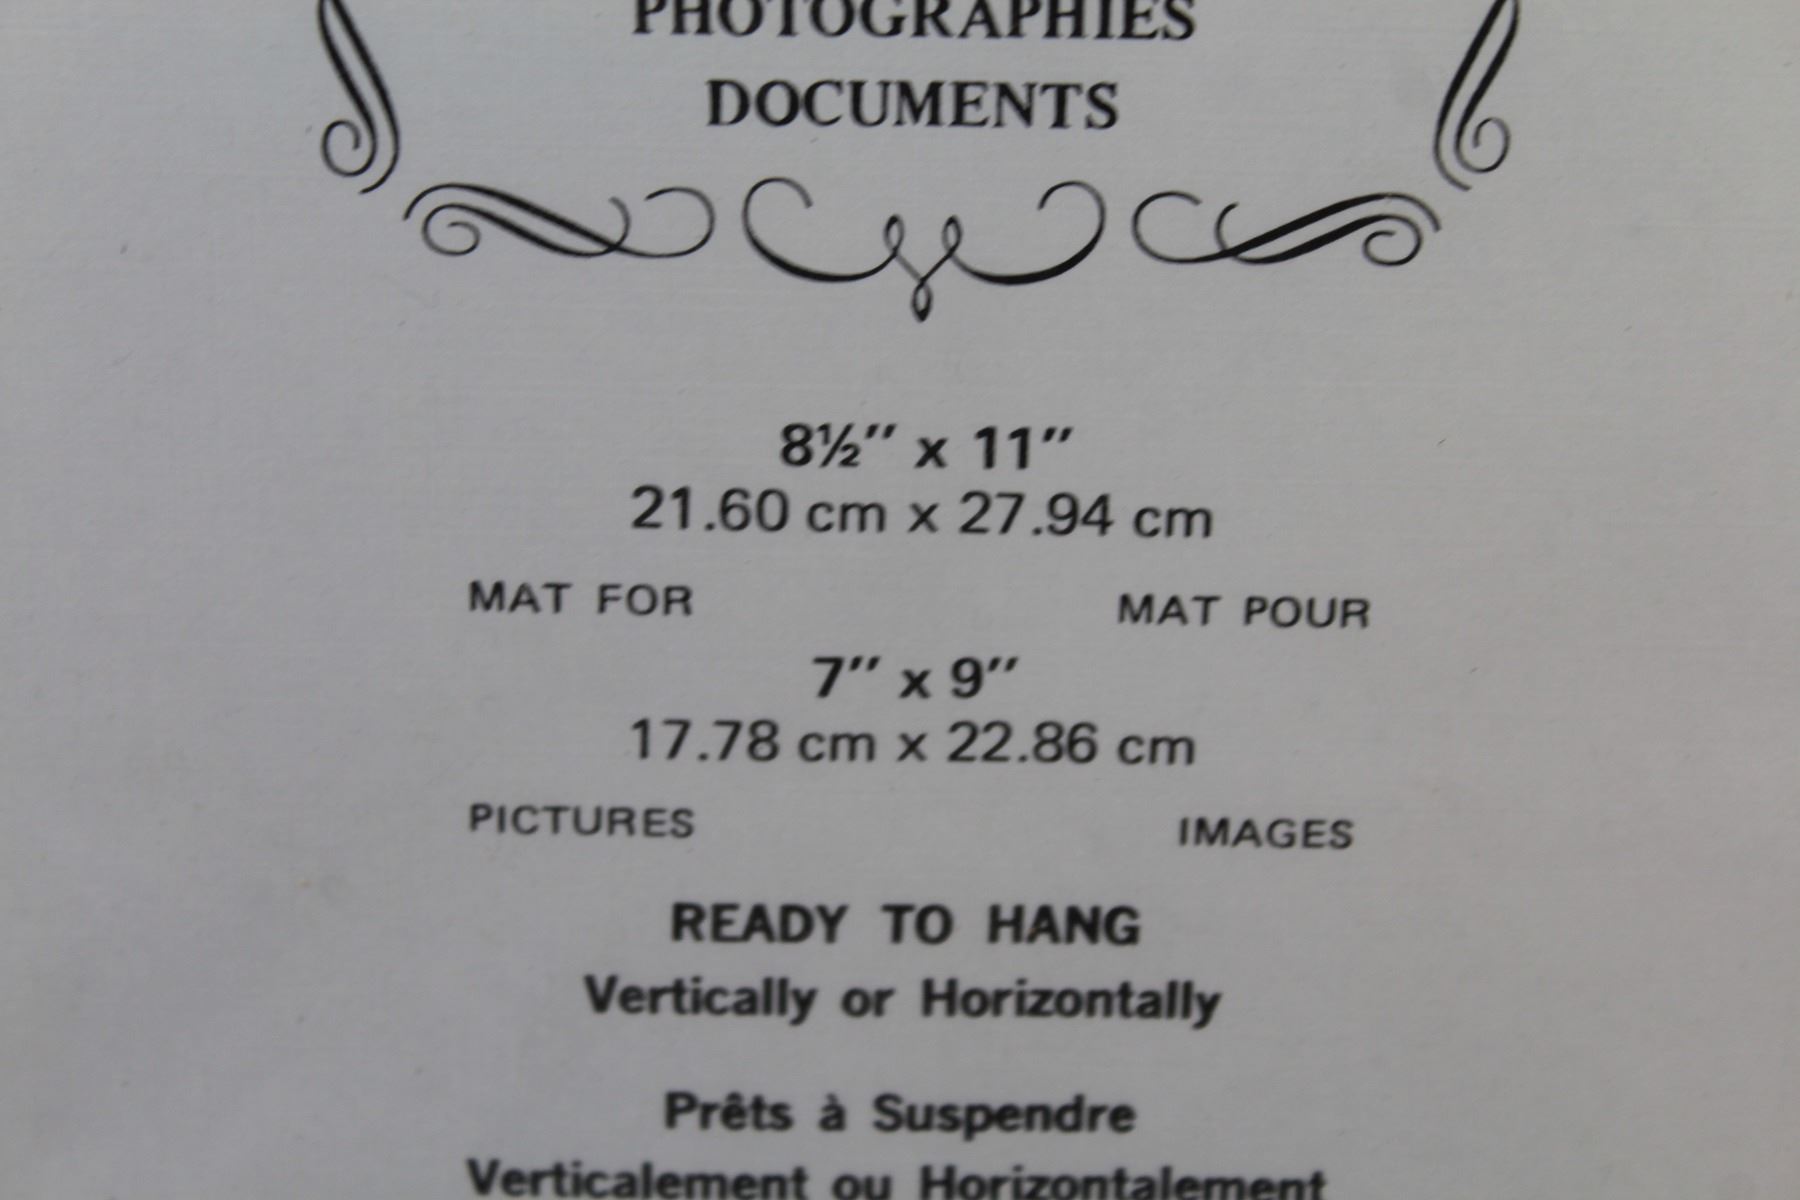 PHOTOGRAPHIES
DOCUMENTS
8½″ x 11″
21.60 cm x 27.94 cm
MAT FOR MAT POUR
7″ x 9″
17.78 cm x 22.86 cm
PICTURES IMAGES
READY TO HANG
Vertically or Horizontally
Prêts à Suspendre
Verticalement ou Horizontalement